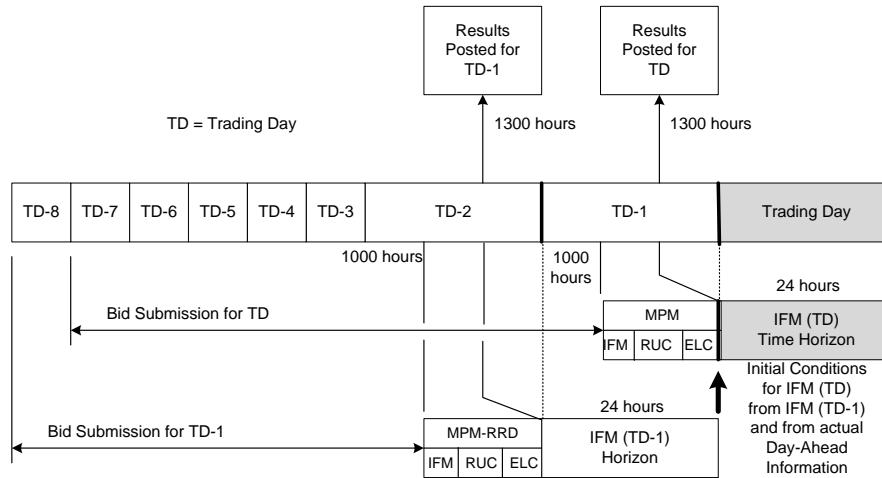 Results
Posted for
TD-1
Results
Posted for
TD
TD = Trading Day
1300 hours
1300 hours
TD-8
TD-7
TD-6
TD-5
TD-4
TD-3
TD-2
TD-1
Trading Day
1000 hours
1000
hours
24 hours
Bid Submission for TD
MPM
IFM
RUC
ELC
IFM (TD)
Time Horizon
Initial Conditions
for IFM (TD)
from IFM (TD-1)
and from actual
Day-Ahead
Information
24 hours
Bid Submission for TD-1
MPM-RRD
IFM
RUC
ELC
IFM (TD-1)
Horizon